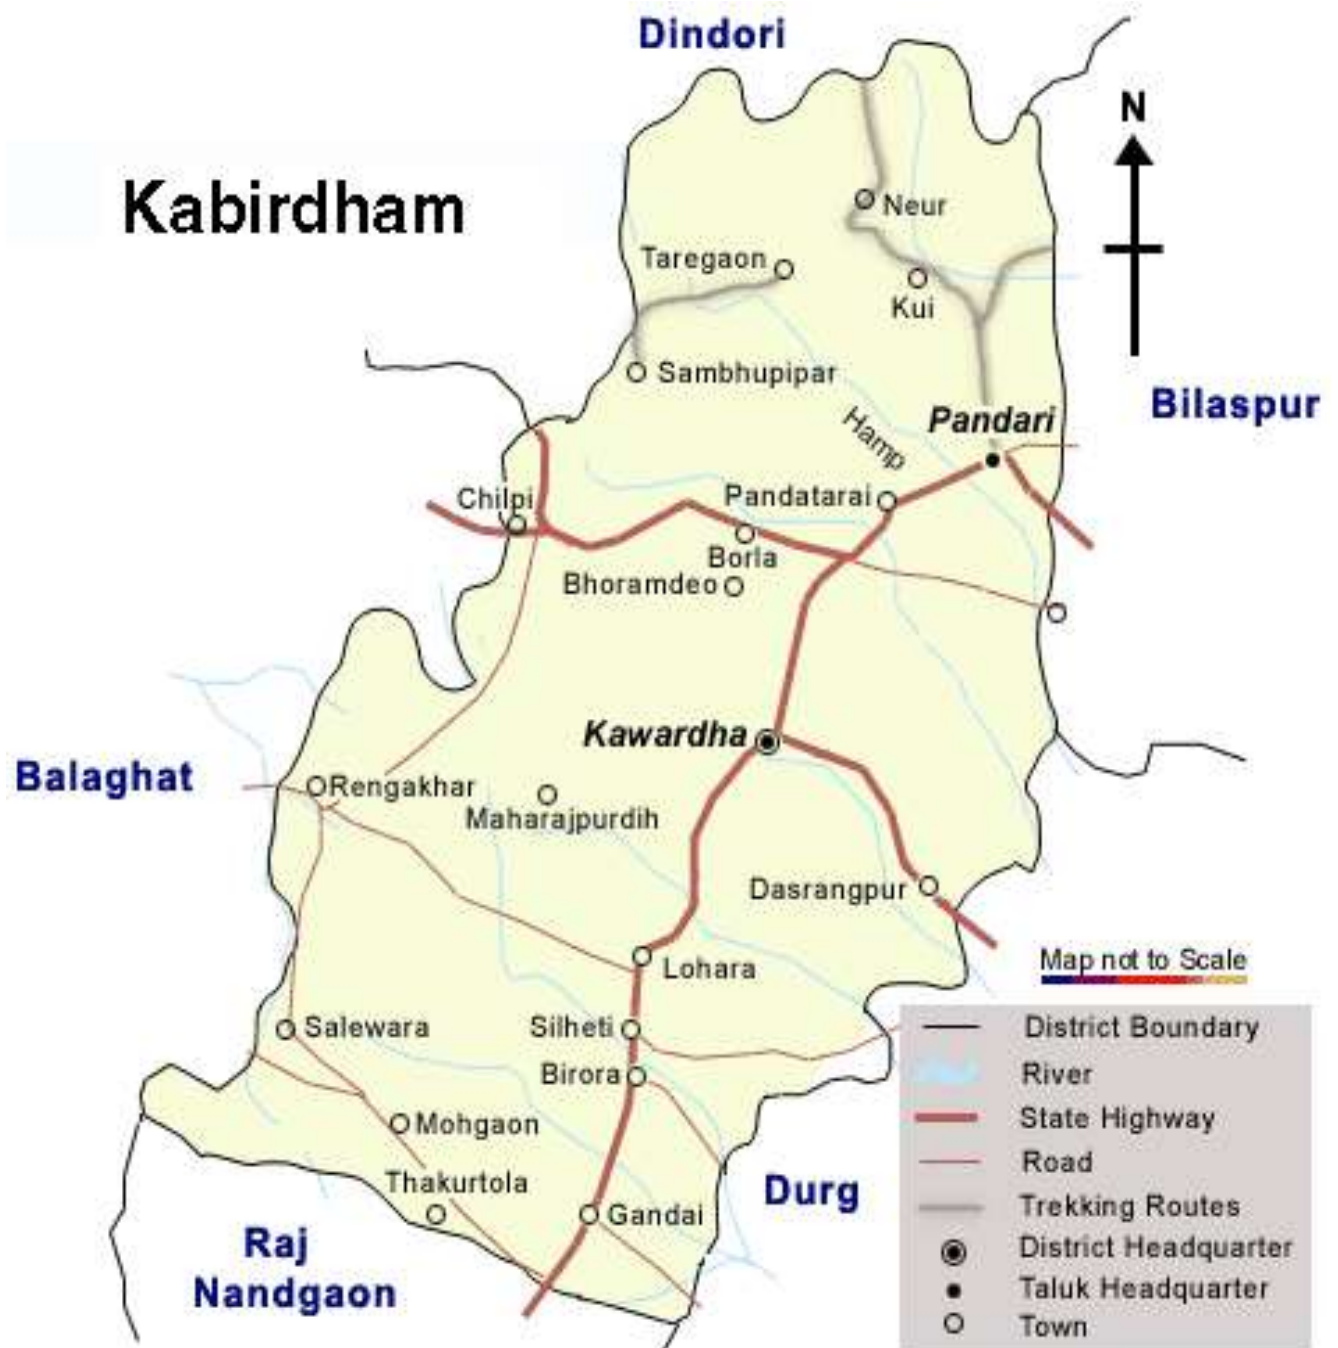 Dindori
N
Kabirdham
Neur
Taregaon
Kui
Sambhupipar
Bilaspur
Pandari
Hamp
Chilpi
Pandatarai
Borla
Bhoramdeo
Kawardha
Balaghat
Rengakhar
Maharajpurdih
Dasrangpur
Lohara
Map not to Scale
Salewara
Silheti
District Boundary
Birora
River
Mohgaon
State Highway
Road
Thakurtola
Durg
Trekking Routes
Gandai
Raj
Nandgaon
District Headquarter
Taluk Headquarter
Town